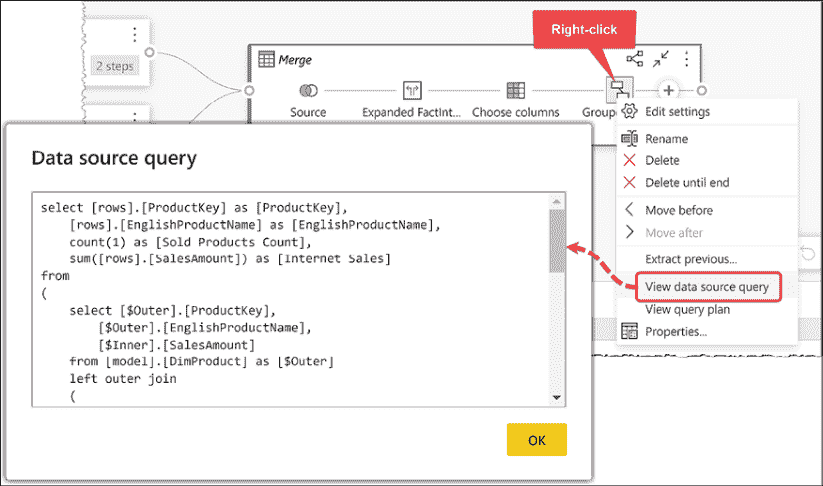 Right-click
2 steps
Merge
Source
Expanded FactInt...
Choose columns
Group
Edit settings
Rename
Delete
Delete until end
Move before
Move after
Extract previous...
View data source query
View query plan
Properties...
Data source query
select [rows].[ProductKey] as [ProductKey],
[rows].[EnglishProductName] as [EnglishProductName],
count(1) as [Sold Products Count],
sum([rows].[SalesAmount]) as [Internet Sales]
from
(
select [$Outer].[ProductKey],
[$Outer].[EnglishProductName],
[$Inner].[SalesAmount]
from [model].[DimProduct] as [$Outer]
left outer join
(
OK